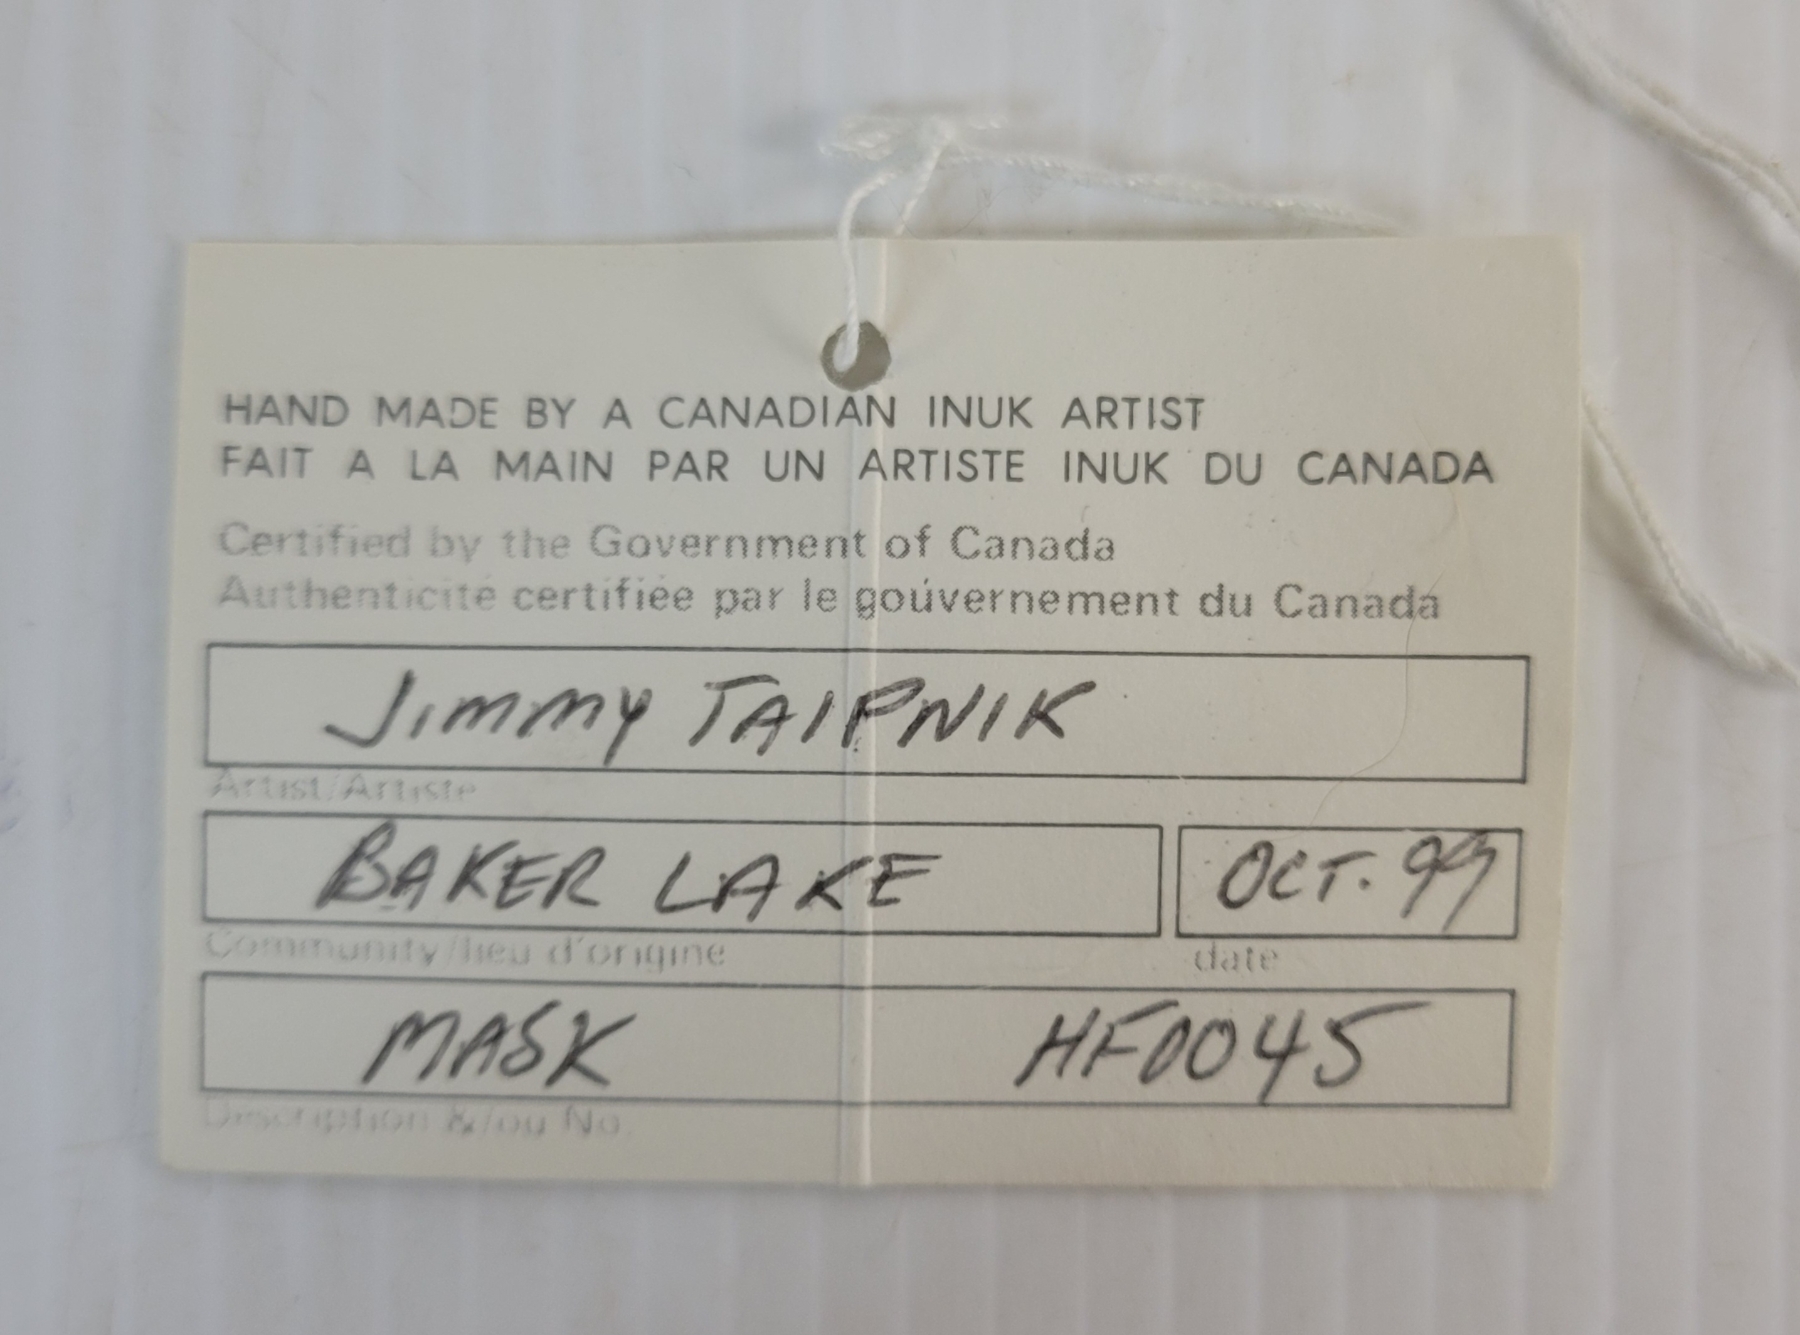 HAND MADE BY A CANADIAN INUK ARTIST
FAIT A LA MAIN PAR UN ARTISTE INUK DU CANADA
Certified by the Government of Canada
Authenticité certifiée par le goúvernement du Canada
Jimmy TAIPNIK
Artist/Artiste
BAKER LAKE OCT. 99
Community/lieu d'origine date
MASK HF0045
Description &/ou No.